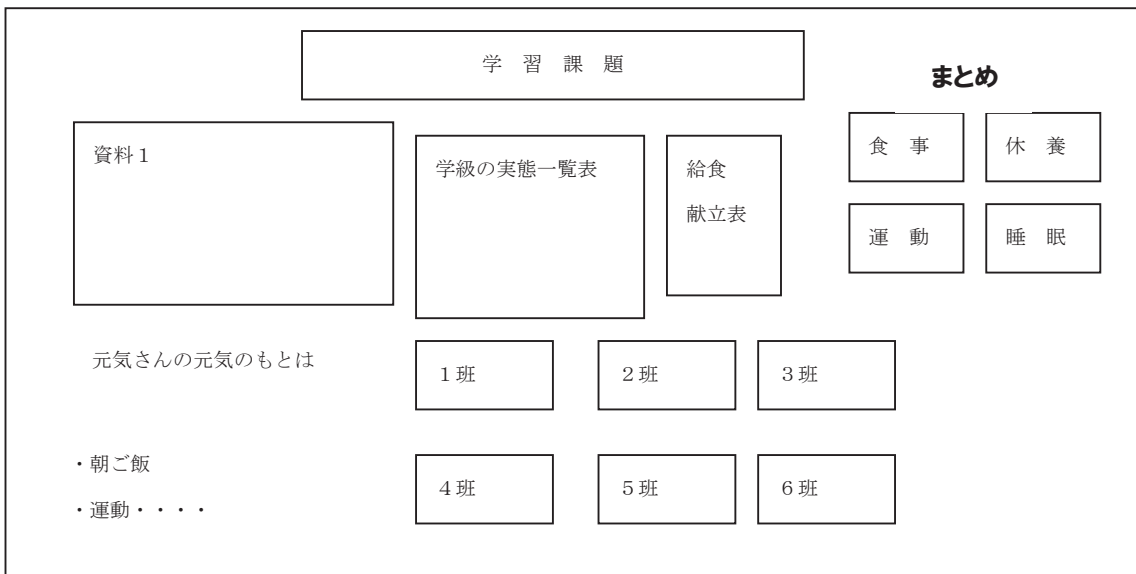 学習課題
まとめ
資料1
学級の実態一覧表
給食
献立表
食事
休養
運動
睡眠
元気さんの元気のもとは
・朝ご飯
・運動・・・・
1班
2班
3班
4班
5班
6班